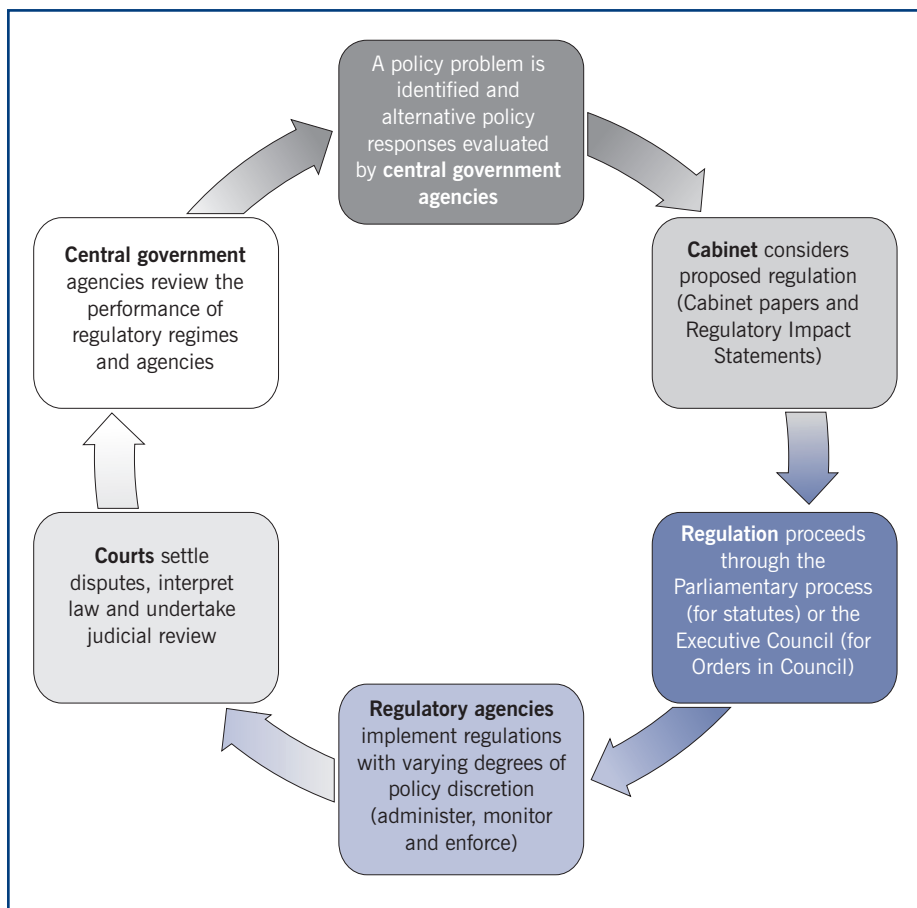 A policy problem is
identified and
alternative policy
responses evaluated
by central government
agencies
Cabinet considers
proposed regulation
(Cabinet papers and
Regulatory Impact
Statements)
Regulation proceeds
through the
Parliamentary process
(for statutes) or the
Executive Council (for
Orders in Council)
Regulatory agencies
implement regulations
with varying degrees of
policy discretion
(administer, monitor
and enforce)
Courts settle
disputes, interpret
law and undertake
judicial review
Central government
agencies review the
performance of
regulatory regimes
and agencies